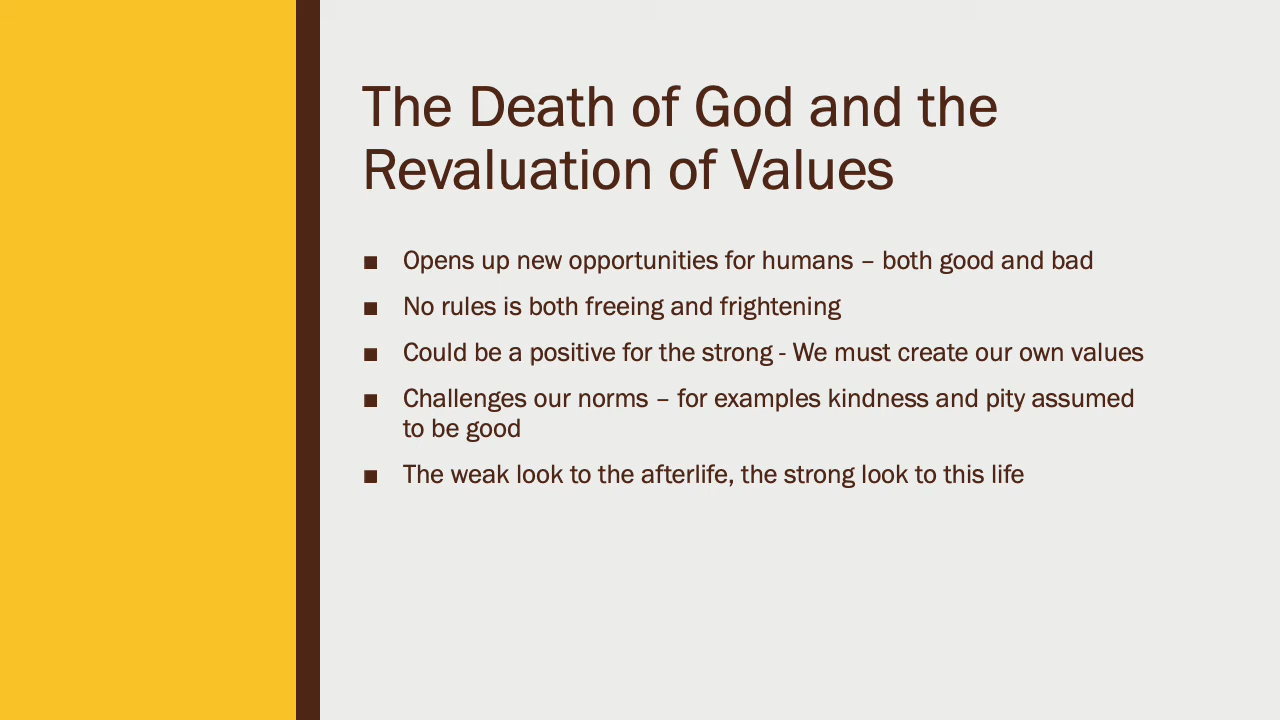 The Death of God and the
Revaluation of Values
■ Opens up new opportunities for humans – both good and bad
■ No rules is both freeing and frightening
■ Could be a positive for the strong - We must create our own values
■ Challenges our norms – for examples kindness and pity assumed
to be good
■ The weak look to the afterlife, the strong look to this life